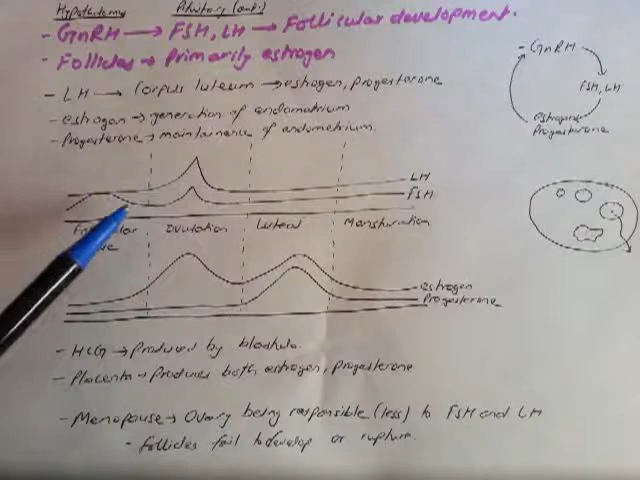 Hypothalamus Pituitary (ant.)
- GnRH → FSH, LH → Follicular development.
- Follicles → Primarily estrogen
- LH → Corpus luteum → estrogen, progesterone
- estrogen → generation of endometrium
- Progesterone → maintainence of endometrium.
- GnRH
FSH, LH
estrogen
Progesterone
LH
FSH
Ovulation Luteal Menstruation
estrogen
Progesterone
- HCG → Produced by blastula.
- Placenta → Produces both estrogen, progesterone
- Menopause → Ovary being responsible (less) to FSH and LH
- follicles fail to develop or rupture.